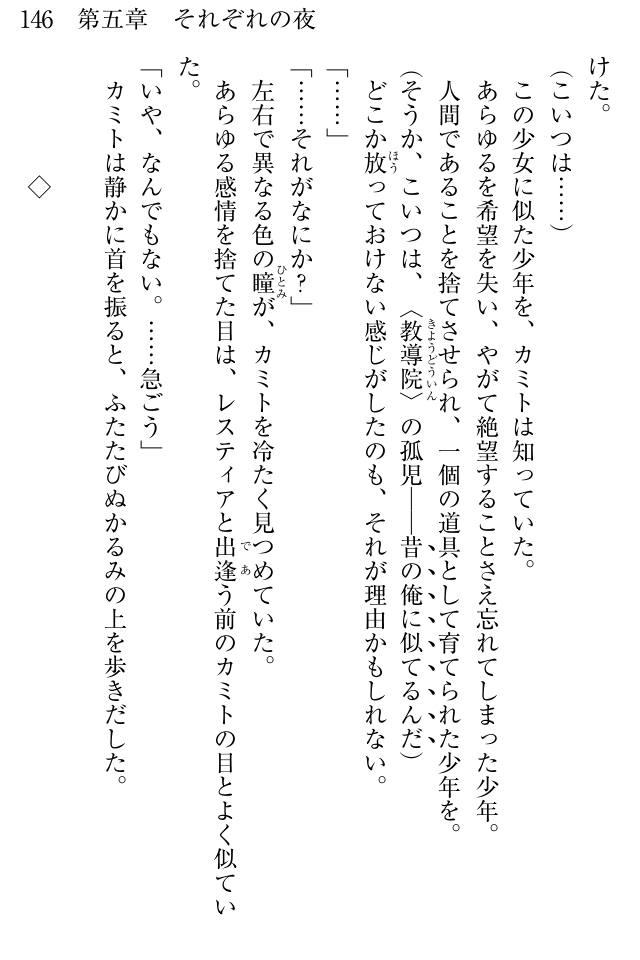 146　第五章　それぞれの夜
けた。
（こいつは……）
この少女に似た少年を、カミトは知っていた。
あらゆるを希望を失い、やがて絶望することさえ忘れてしまった少年。
人間であることを捨てさせられ、一個の道具として育てられた少年を。
（そうか、こいつは、〈教導院〉の孤児――昔の俺に似てるんだ）
どこか放っておけない感じがしたのも、それが理由かもしれない。
「……」
「……それがなにか？」
左右で異なる色の瞳が、カミトを冷たく見つめていた。
あらゆる感情を捨てた目は、レスティアと出逢う前のカミトの目とよく似てい
た。
「いや、なんでもない。……急ごう」
カミトは静かに首を振ると、ふたたびぬかるみの上を歩きだした。
◇